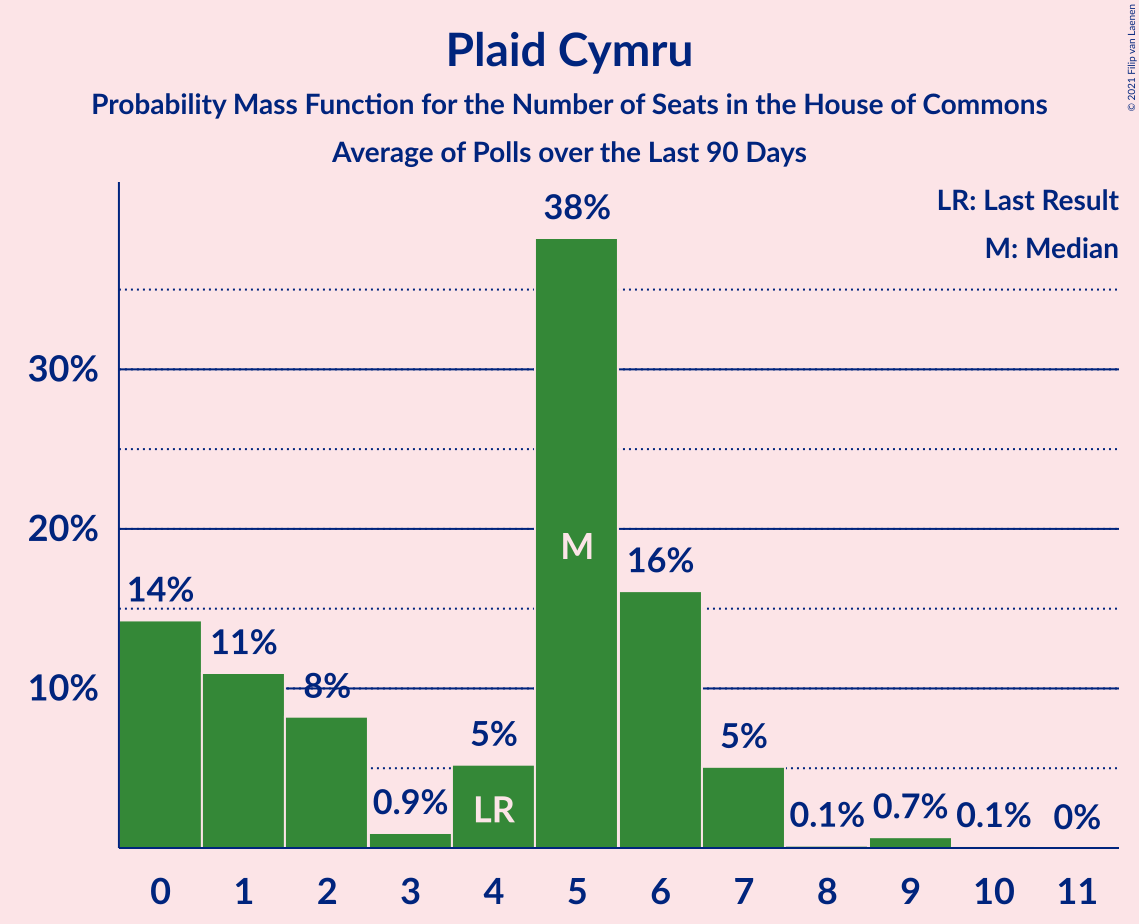 Plaid Cymru
Probability Mass Function for the Number of Seats in the House of Commons
Average of Polls over the Last 90 Days
© 2021 Filip van Laenen
LR: Last Result
M: Median
38%
30%
20%
10%
14%
11%
8%
0.9%
5%
LR
M
16%
5%
0.1%
0.7%
0.1%
0%
0 1 2 3 4 5 6 7 8 9 10 11